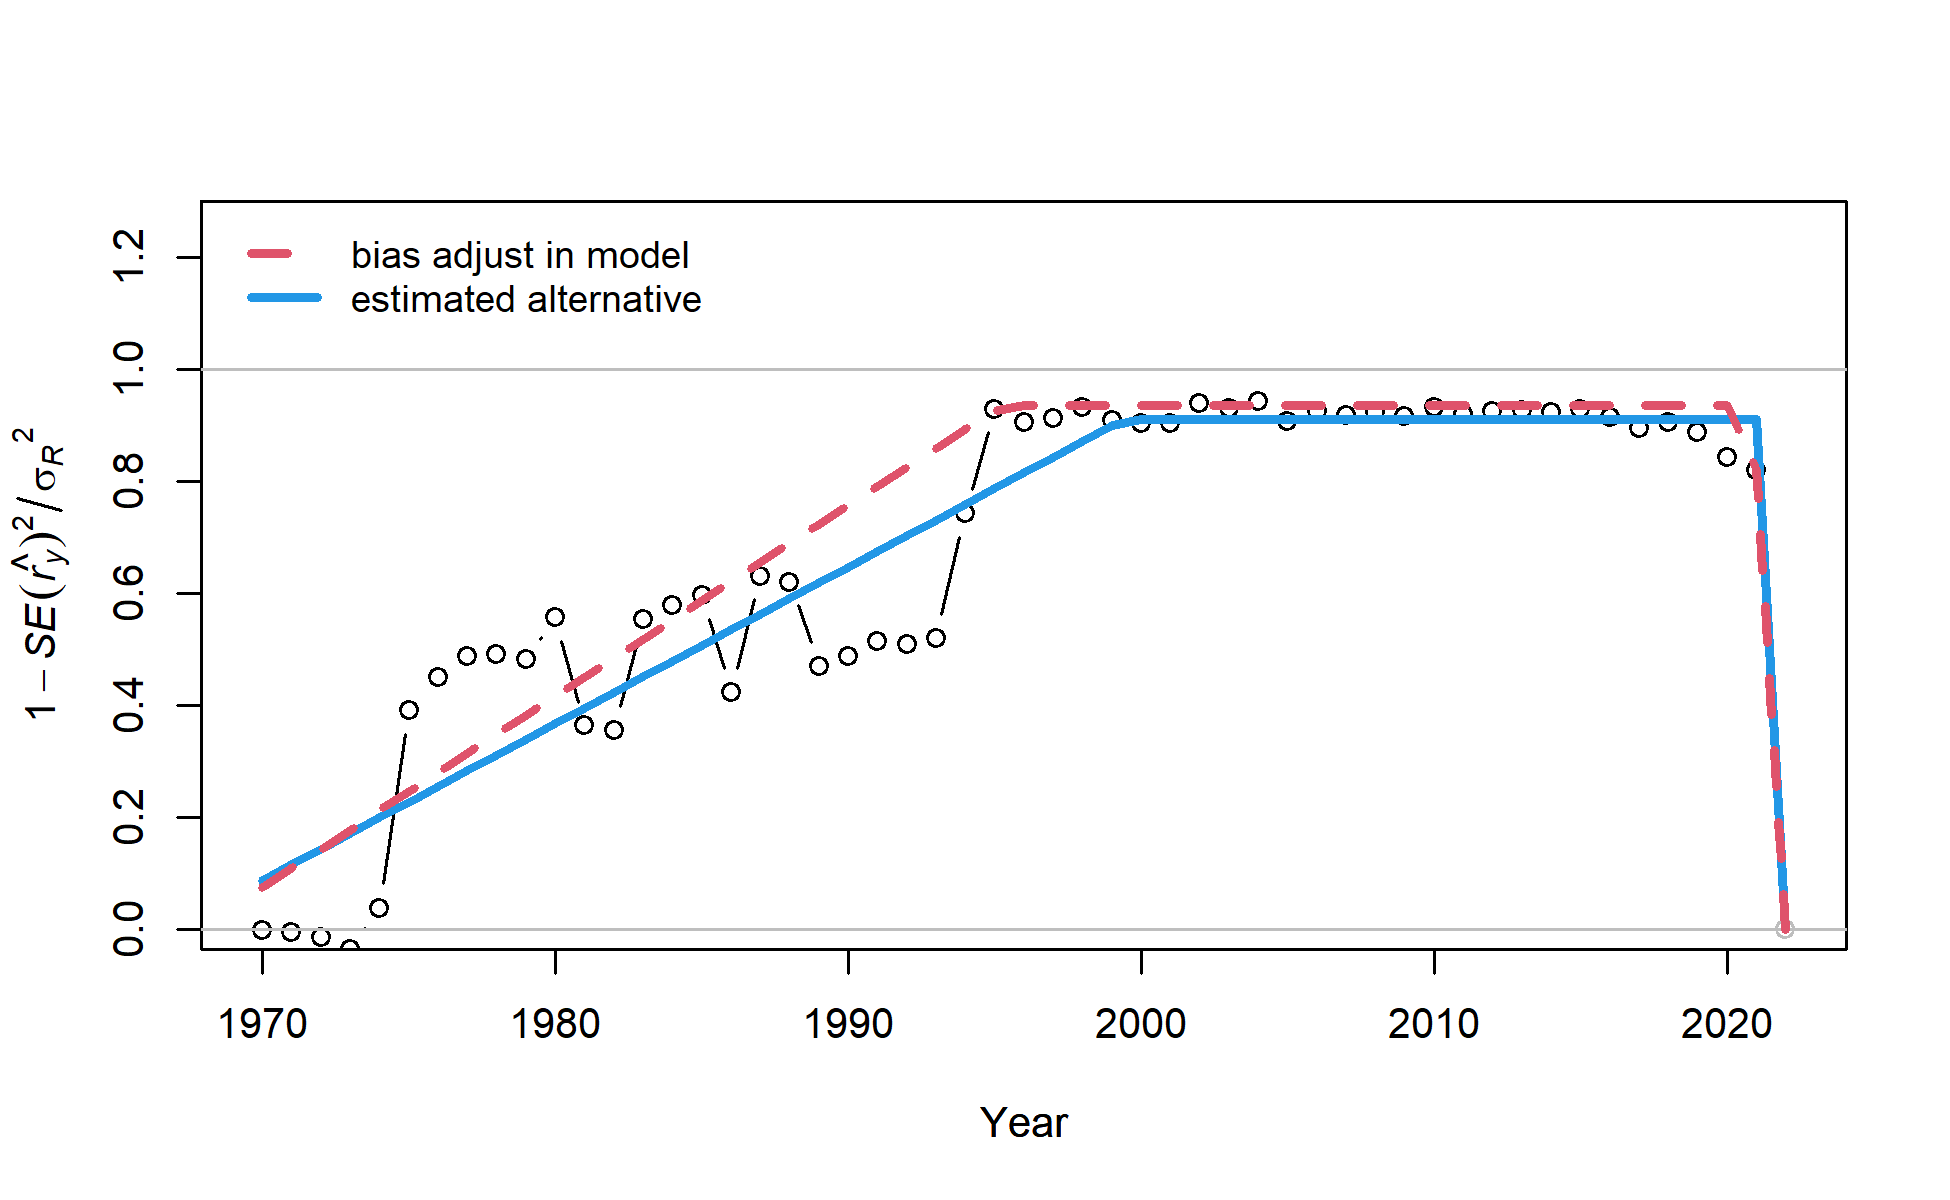 bias adjust in model
estimated alternative
1 − SE(r̂y)² / σR²
1.2
1.0
0.8
0.6
0.4
0.2
0.0
1970 1980 1990 2000 2010 2020
Year